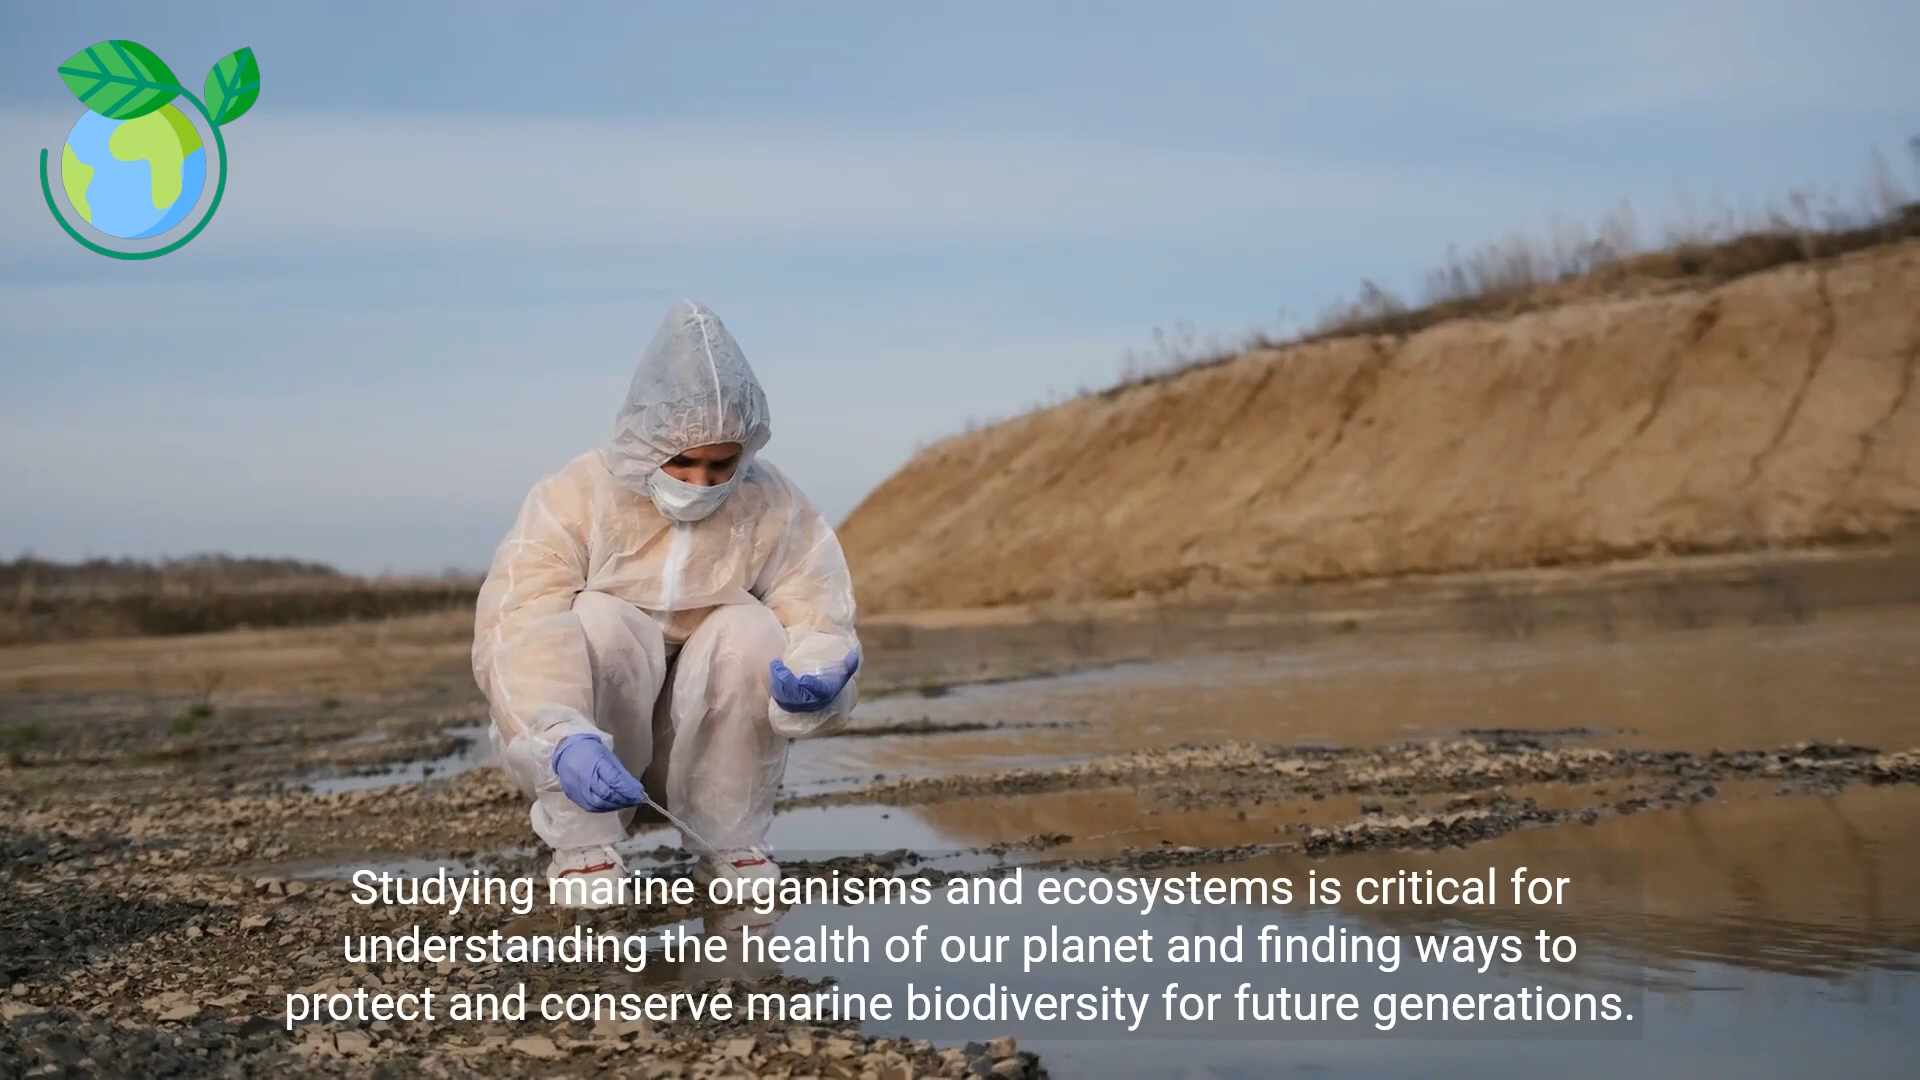 Studying marine organisms and ecosystems is critical for
understanding the health of our planet and finding ways to
protect and conserve marine biodiversity for future generations.